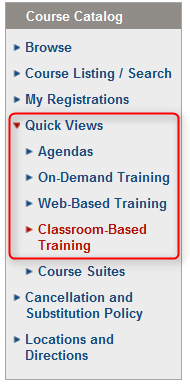 Course Catalog
Browse
Course Listing / Search
My Registrations
Quick Views
Agendas
On-Demand Training
Web-Based Training
Classroom-Based
Training
Course Suites
Cancellation and
Substitution Policy
Locations and
Directions